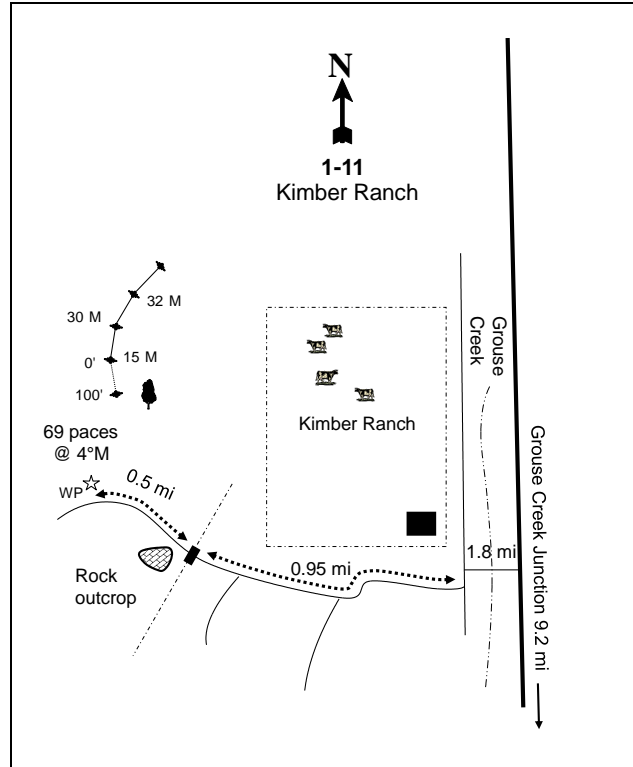 N
1-11
Kimber Ranch
32 M
30 M
0'
15 M
100'
69 paces
@ 4°M
WP
0.5 mi
Rock
outcrop
0.95 mi
Kimber Ranch
Grouse
Creek
1.8 mi
Grouse Creek Junction 9.2 mi